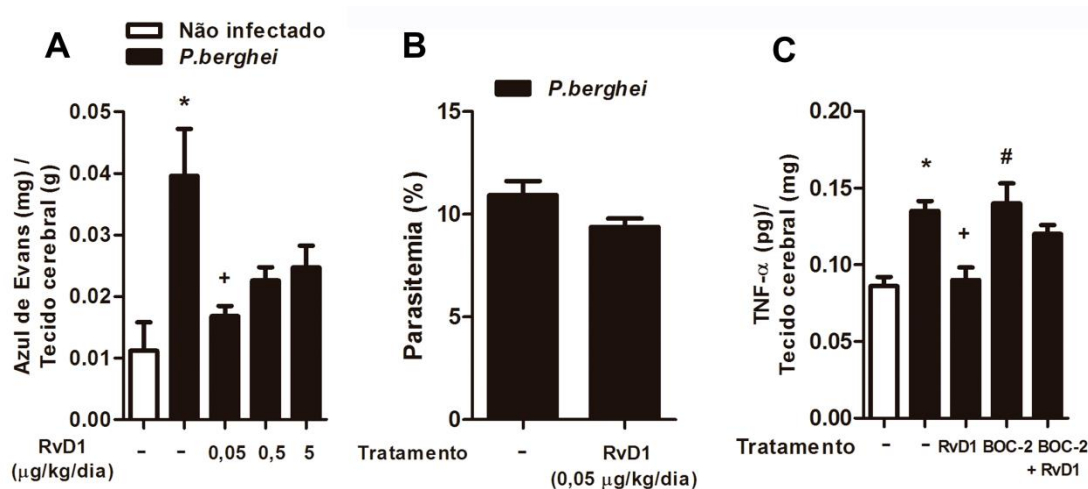 A
Não infectado
P.berghei
Azul de Evans (mg) /
Tecido cerebral (g)
0.05
0.04
0.03
0.02
0.01
0.00
*
+
RvD1
(µg/kg/dia)
- - 0,05 0,5 5
B
P.berghei
Parasitemia (%)
15
10
5
0
Tratamento
- RvD1
(0,05 µg/kg/dia)
C
TNF-α (pg)/
Tecido cerebral (mg)
0.20
0.15
0.10
0.05
0.00
*
+
#
Tratamento
- - RvD1 BOC-2 BOC-2
+ RvD1